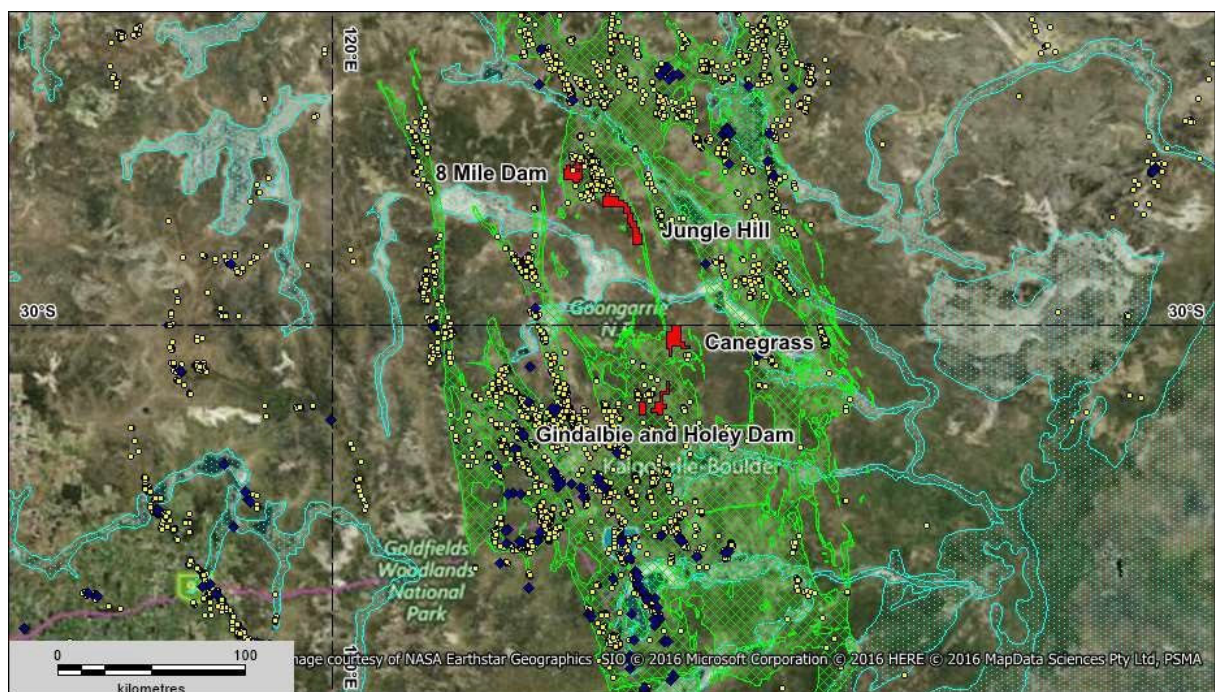 120°E
8 Mile Dam
Jungle Hill
30°S
30°S
Goongarrie
N.P.
Canegrass
Gindalbie and Holey Dam
Kalgoorlie-Boulder
Goldfields
Woodlands
National
Park
120°E
0 100
kilometres
mage courtesy of NASA Earthstar Geographics SIO © 2016 Microsoft Corporation © 2016 HERE © 2016 MapData Sciences Pty Ltd, PSMA